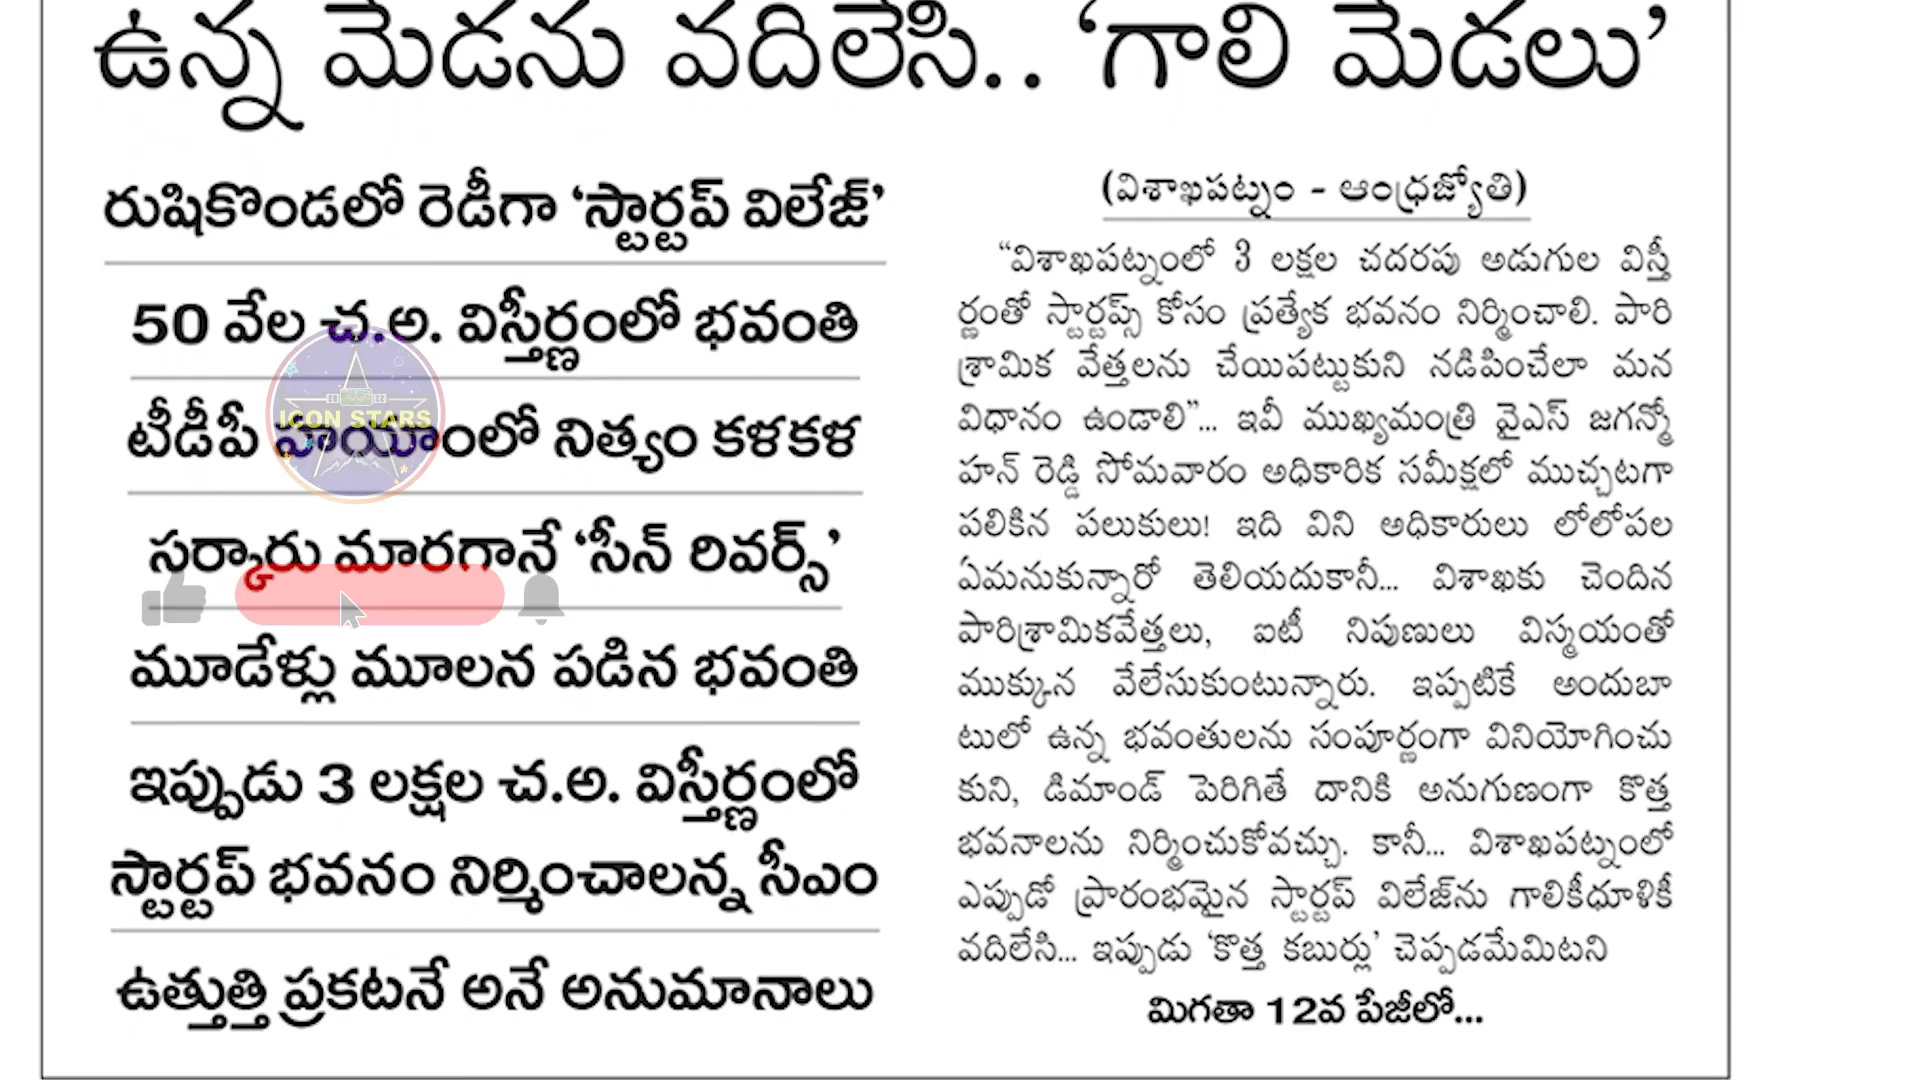 ఉన్న మేడను వదిలేసి.. ‘గాలి మేడలు’
రుషికొండలో రెడీగా ‘స్టార్టప్ విలేజ్’
50 వేల చ.అ. విస్తీర్ణంలో భవంతి
టీడీపీ హయాంలో నిత్యం కళకళ
సర్కారు మారగానే ‘సీన్ రివర్స్’
మూడేళ్లు మూలన పడిన భవంతి
ఇప్పుడు 3 లక్షల చ.అ. విస్తీర్ణంలో
స్టార్టప్ భవనం నిర్మించాలన్న సీఎం
ఉత్తుత్తి ప్రకటనే అనే అనుమానాలు
ICON STARS
(విశాఖపట్నం - ఆంధ్రజ్యోతి)
“విశాఖపట్నంలో 3 లక్షల చదరపు అడుగుల విస్తీ
ర్ణంతో స్టార్టప్స్ కోసం ప్రత్యేక భవనం నిర్మించాలి. పారి
శ్రామిక వేత్తలను చేయిపట్టుకుని నడిపించేలా మన
విధానం ఉండాలి”... ఇవీ ముఖ్యమంత్రి వైఎస్ జగన్మో
హన్ రెడ్డి సోమవారం అధికారిక సమీక్షలో ముచ్చటగా
పలికిన పలుకులు! ఇది విని అధికారులు లోలోపల
ఏమనుకున్నారో తెలియదుకానీ... విశాఖకు చెందిన
పారిశ్రామికవేత్తలు, ఐటీ నిపుణులు విస్మయంతో
ముక్కున వేలేసుకుంటున్నారు. ఇప్పటికే అందుబా
టులో ఉన్న భవంతులను సంపూర్ణంగా వినియోగించు
కుని, డిమాండ్ పెరిగితే దానికి అనుగుణంగా కొత్త
భవనాలను నిర్మించుకోవచ్చు. కానీ... విశాఖపట్నంలో
ఎప్పుడో ప్రారంభమైన స్టార్టప్ విలేజ్‌ను గాలికీధూళికీ
వదిలేసి... ఇప్పుడు ‘కొత్త కబుర్లు’ చెప్పడమేమిటని
మిగతా 12వ పేజీలో...